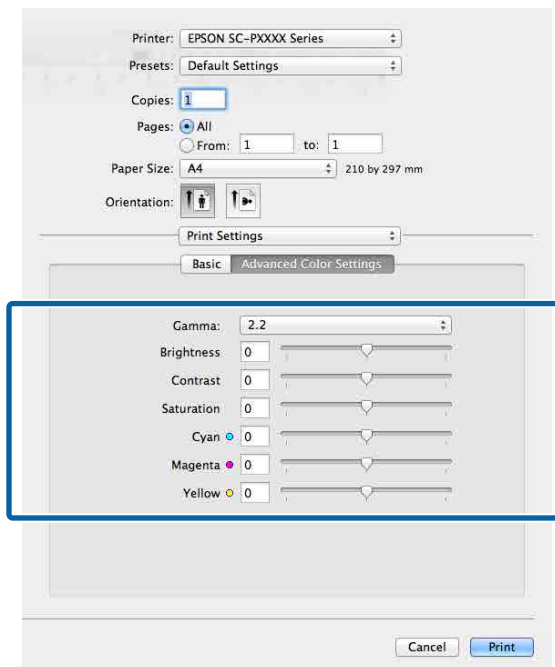 Printer: EPSON SC-PXXXX Series
Presets: Default Settings
Copies: 1
Pages: All
From: 1 to: 1
Paper Size: A4 210 by 297 mm
Orientation:
Print Settings
Basic Advanced Color Settings
Gamma: 2.2
Brightness 0
Contrast 0
Saturation 0
Cyan 0
Magenta 0
Yellow 0
Cancel Print